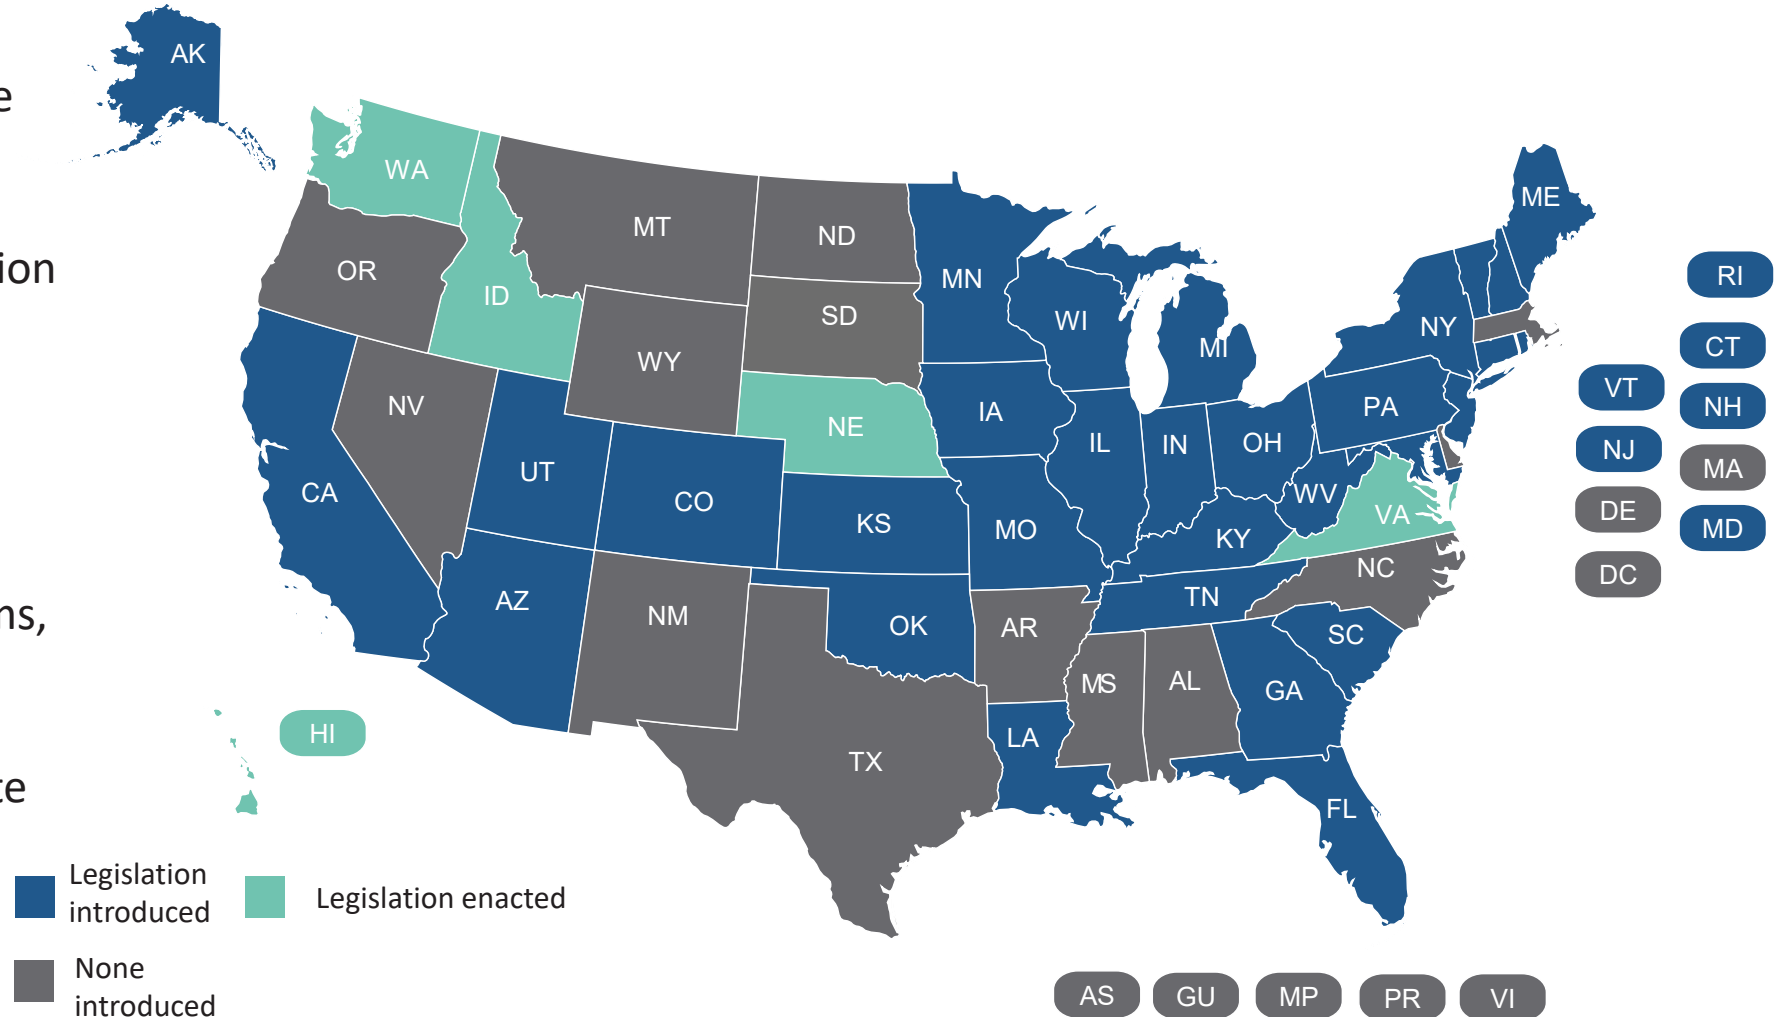 AK
e
WA
MT
ND
ME
OR
ID
MN
ion
RI
SD
WI
NY
MI
CT
WY
NV
NE
IA
PA
VT
NH
IL
IN
OH
NJ
MA
UT
CO
WV
CA
KS
MO
VA
DE
MD
KY
NC
DC
AZ
NM
OK
AR
TN
SC
ns,
MS
AL
GA
HI
LA
TX
te
FL
Legislation
introduced
Legislation enacted
None
introduced
AS
GU
MP
PR
VI